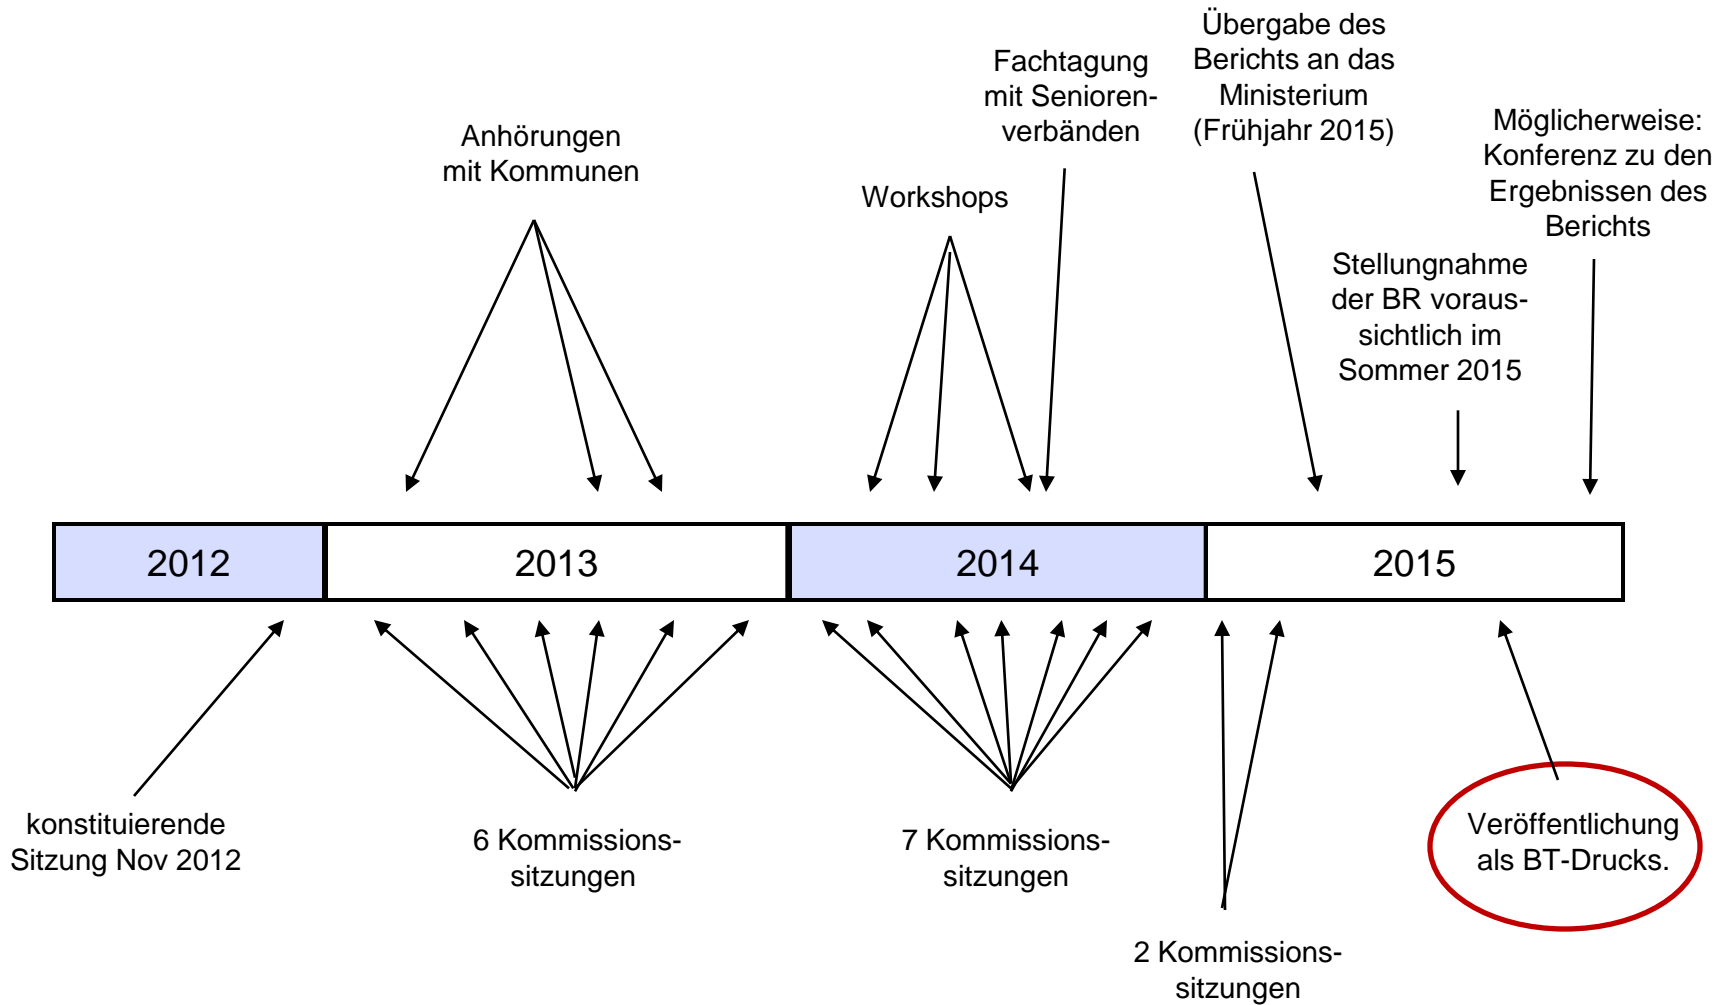 Übergabe des
Berichts an das
Ministerium
(Frühjahr 2015)
Fachtagung
mit Senioren-
verbänden
Möglicherweise:
Konferenz zu den
Ergebnissen des
Berichts
Anhörungen
mit Kommunen
Workshops
Stellungnahme
der BR voraus-
sichtlich im
Sommer 2015
2012
2013
2014
2015
konstituierende
Sitzung Nov 2012
6 Kommissions-
sitzungen
7 Kommissions-
sitzungen
2 Kommissions-
sitzungen
Veröffentlichung
als BT-Drucks.